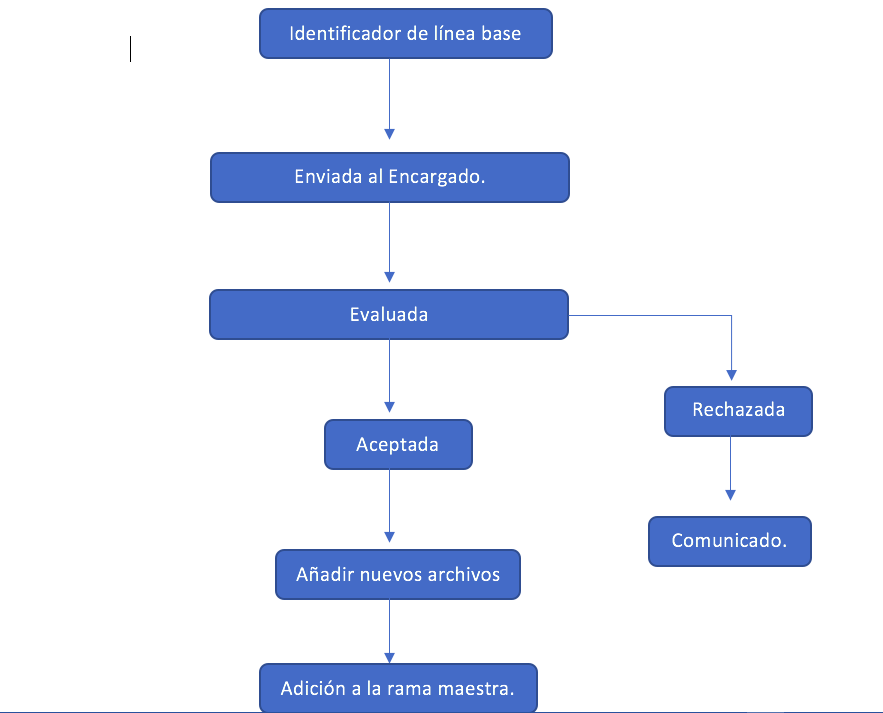 Identificador de línea base
Enviada al Encargado.
Evaluada
Rechazada
Aceptada
Comunicado.
Añadir nuevos archivos
Adición a la rama maestra.